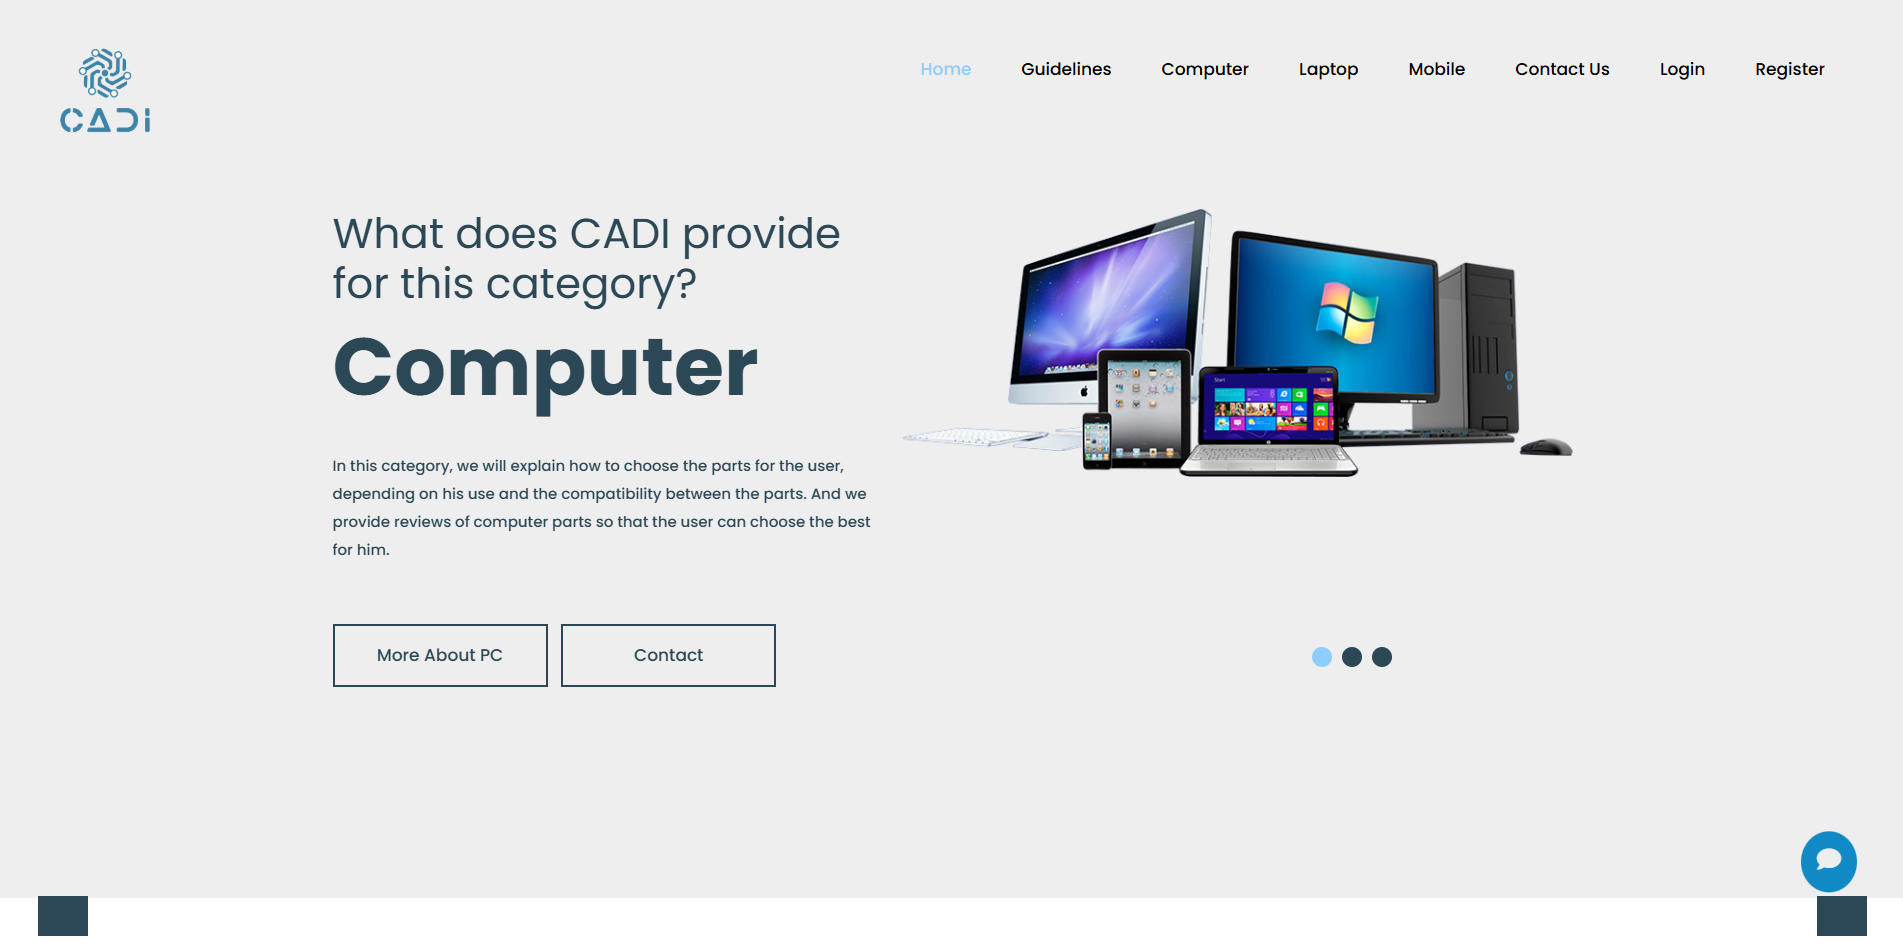 CADi
Home Guidelines Computer Laptop Mobile Contact Us Login Register
What does CADI provide
for this category?
Computer
In this category, we will explain how to choose the parts for the user,
depending on his use and the compatibility between the parts. And we
provide reviews of computer parts so that the user can choose the best
for him.
More About PC Contact
Start